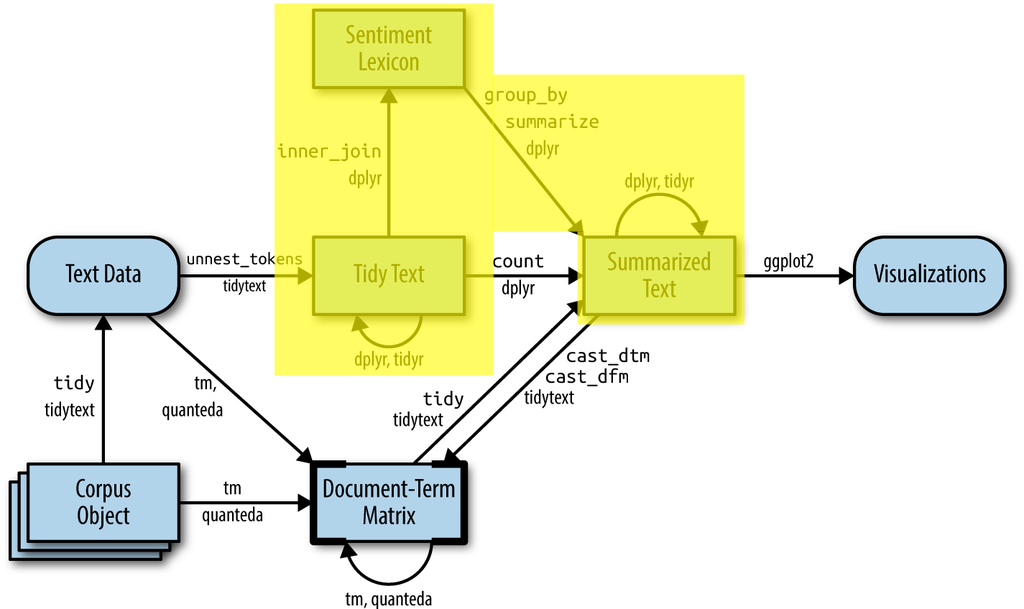 Sentiment
Lexicon
group_by
summarize
dplyr
inner_join
dplyr
dplyr, tidyr
Text Data
unnest_tokens
tidytext
Tidy Text
count
dplyr
Summarized
Text
ggplot2
Visualizations
dplyr, tidyr
cast_dtm
cast_dfm
tidytext
tidy
tidytext
tm,
quanteda
tidy
tidytext
Corpus
Object
tm
quanteda
Document-Term
Matrix
tm, quanteda